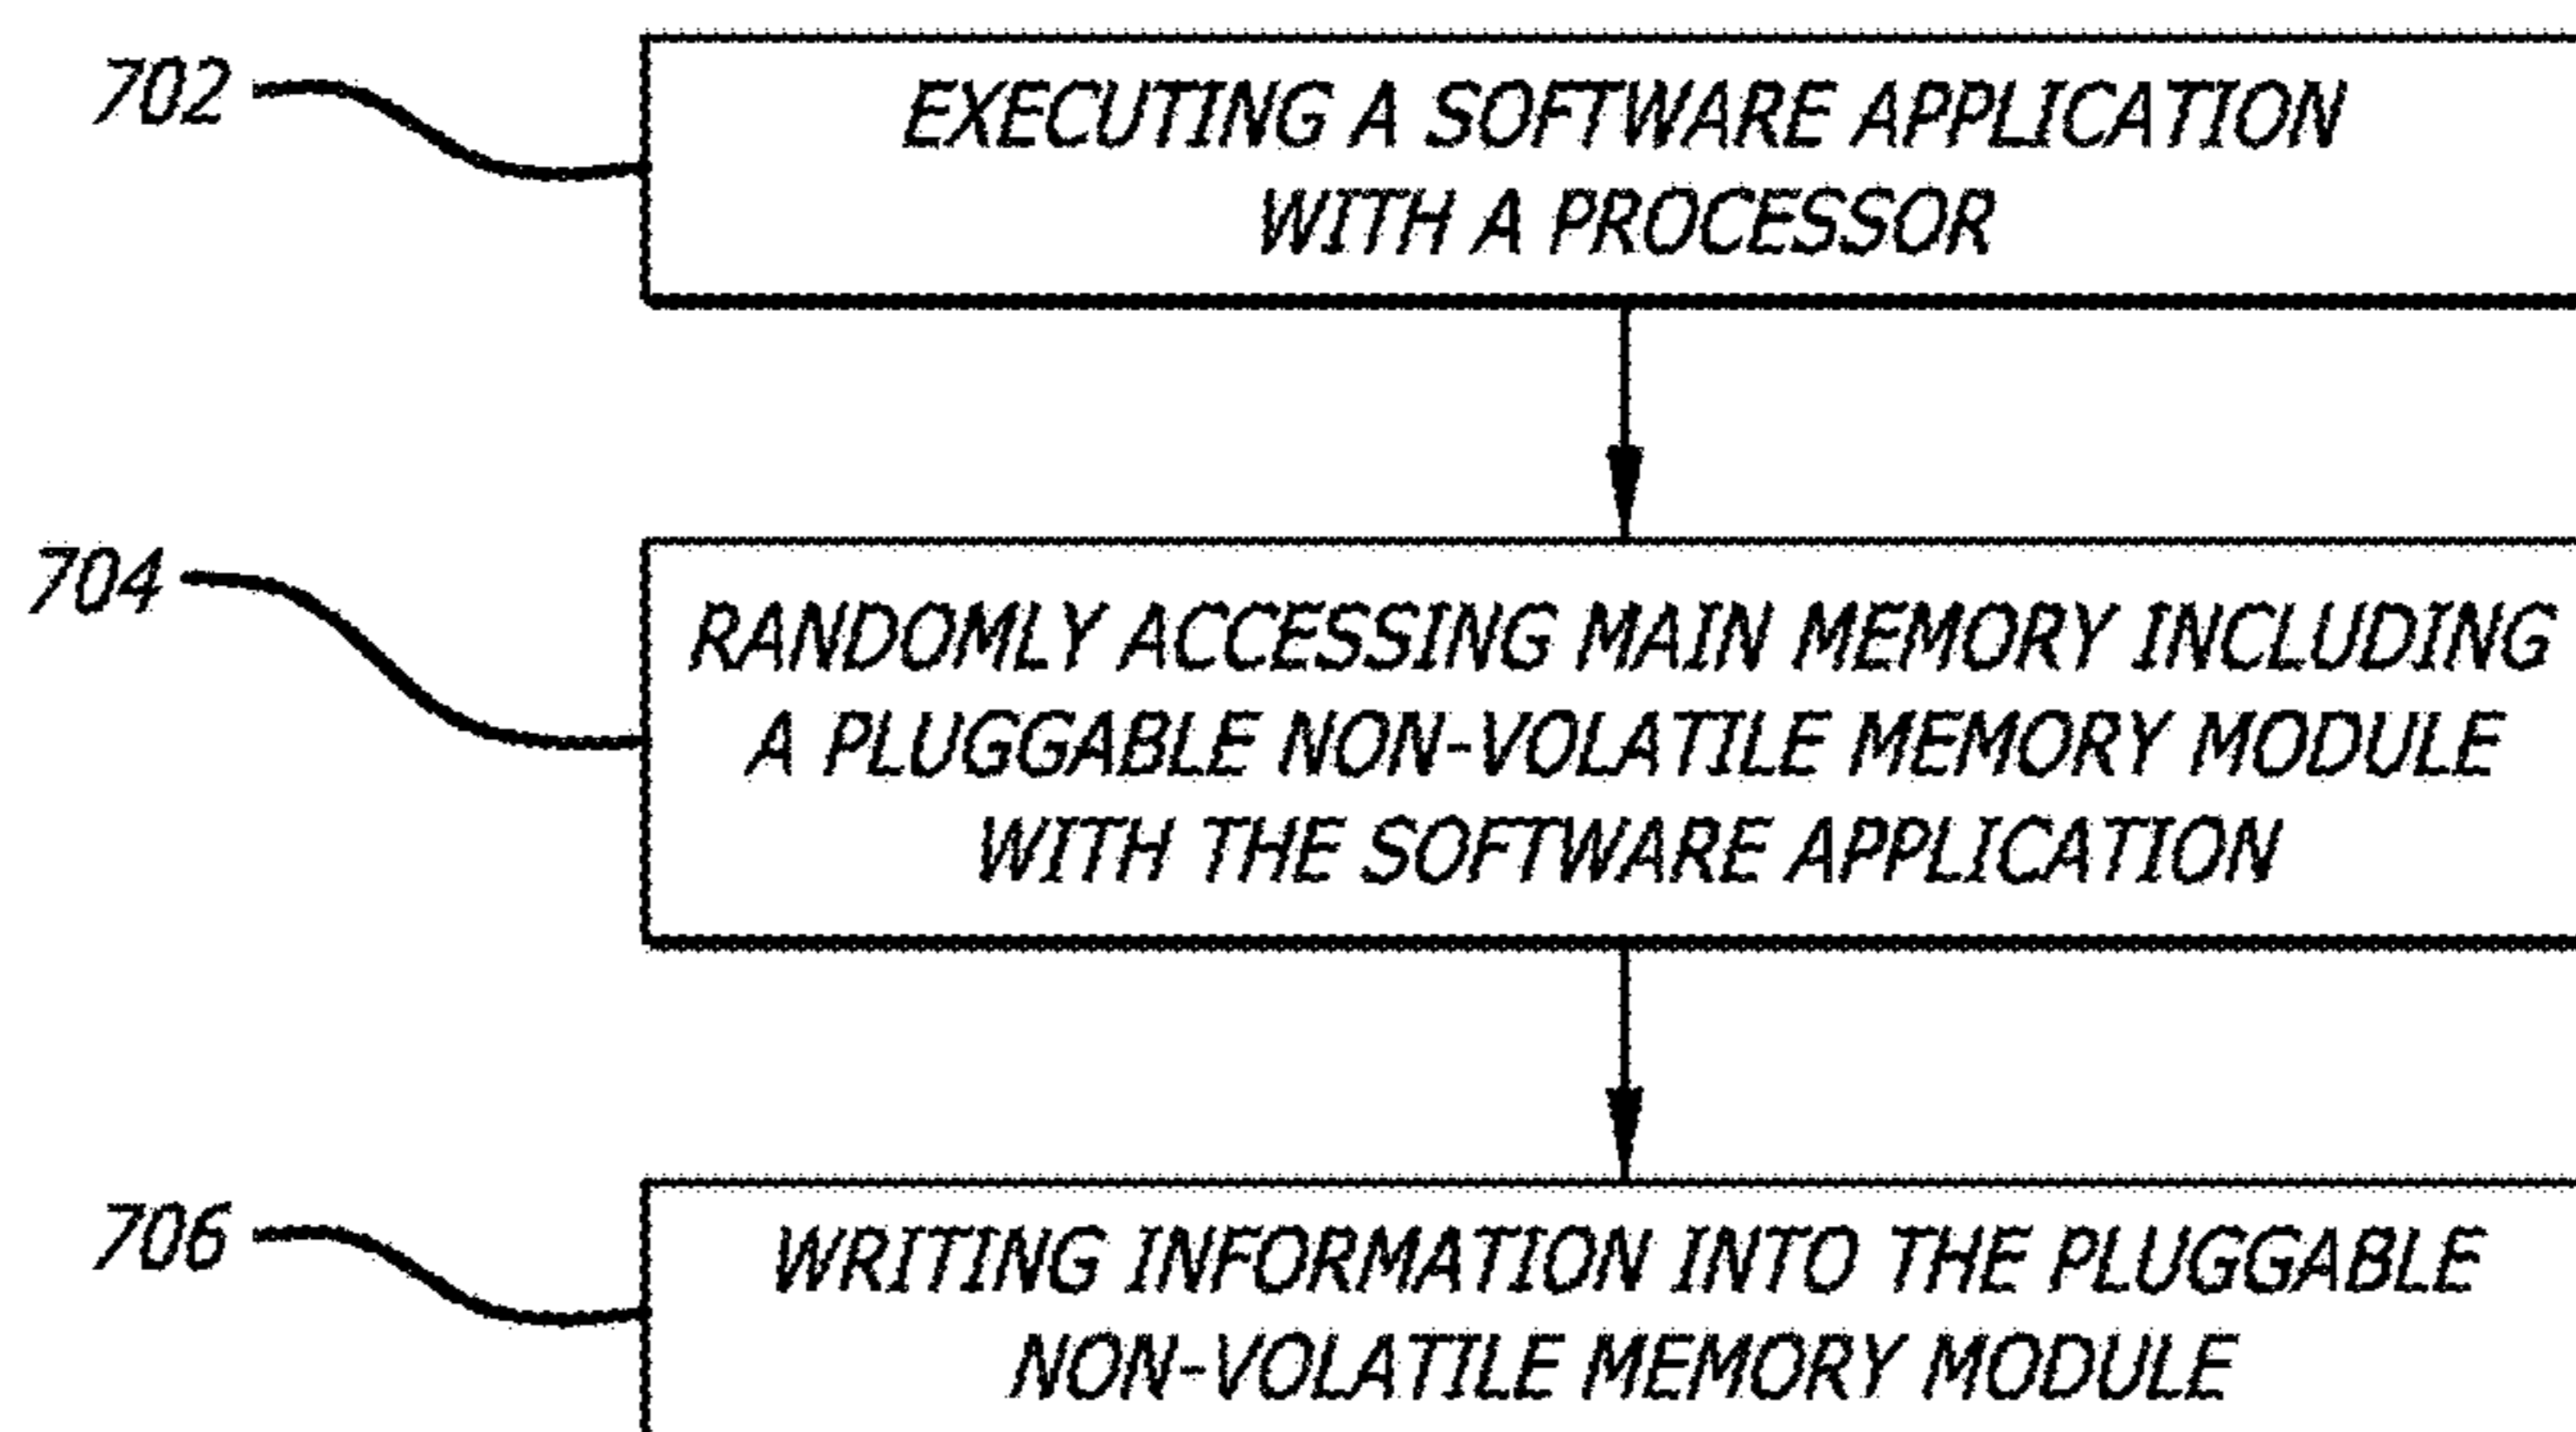 702
EXECUTING A SOFTWARE APPLICATION
WITH A PROCESSOR
704
RANDOMLY ACCESSING MAIN MEMORY INCLUDING
A PLUGGABLE NON-VOLATILE MEMORY MODULE
WITH THE SOFTWARE APPLICATION
706
WRITING INFORMATION INTO THE PLUGGABLE
NON-VOLATILE MEMORY MODULE